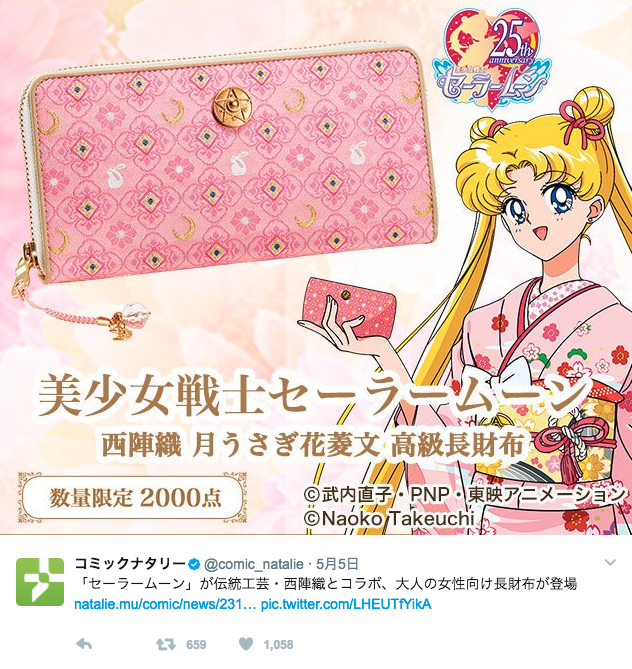 25th
anniversary
美少女戦士
セーラームーン
美少女戦士セーラームーン
西陣織 月うさぎ花菱文 高級長財布
数量限定 2000点
©武内直子・PNP・東映アニメーション
©Naoko Takeuchi
コミックナタリー @comic_natalie · 5月5日
「セーラームーン」が伝統工芸・西陣織とコラボ、大人の女性向け長財布が登場
natalie.mu/comic/news/231… pic.twitter.com/LHEUTfYikA
659 1,058